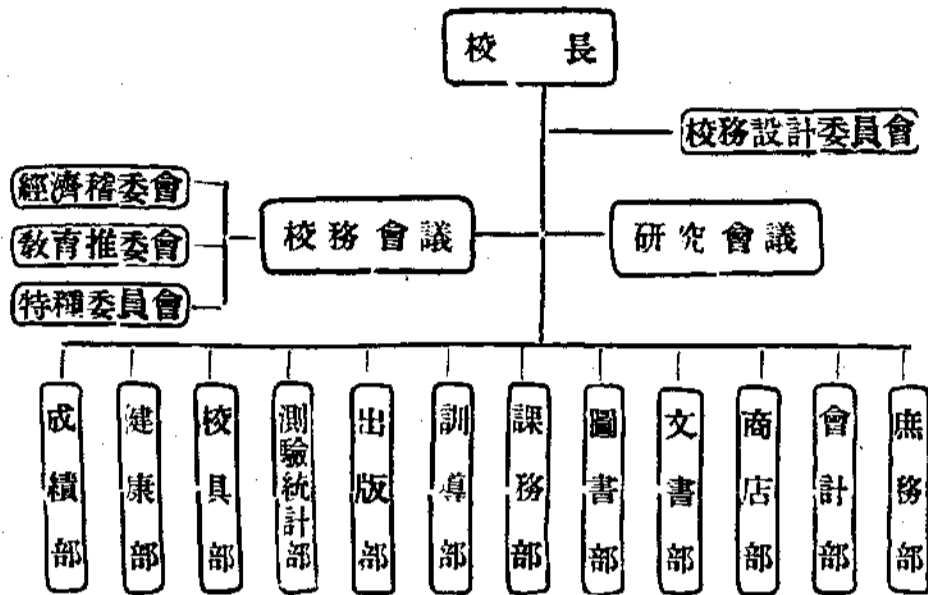 校長
校務設計委員會
經濟稽委會
校務會議
研究會議
教育推委會
特種委員會
庶務部
會計部
商店部
文書部
圖書部
課務部
訓導部
出版部
測驗統計部
校具部
健康部
成績部